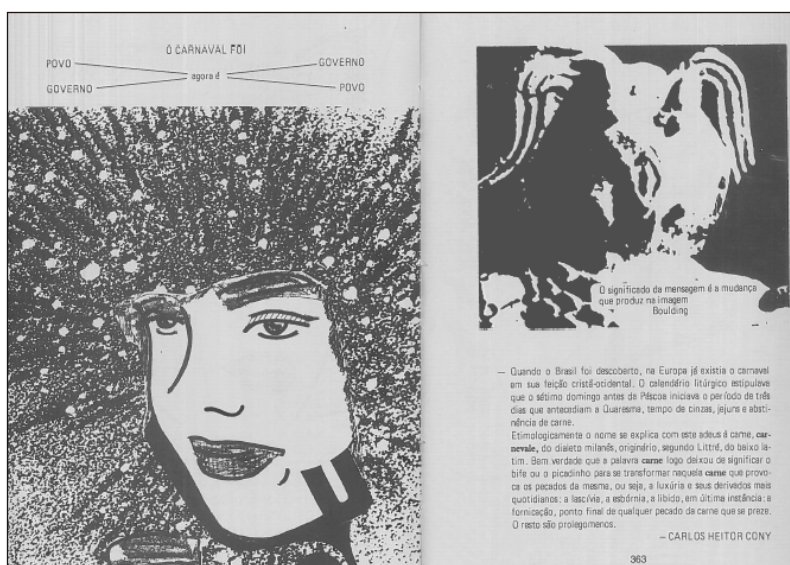 O CARNAVAL FOI
POVO GOVERNO
agora é
GOVERNO POVO
O significado da mensagem é a mudança
que produz na imagem
Boulding
— Quando o Brasil foi descoberto, na Europa já existia o carnaval
em sua feição cristã-ocidental. O calendário litúrgico estipulava
que o sétimo domingo antes da Páscoa iniciava o período de três
dias que antecediam a Quaresma, tempo de cinzas, jejuns e absti-
nência de carne.
Etimologicamente o nome se explica com este adeus á carne, car-
nevale, do dialeto milanês, originário, segundo Littré, do baixo la-
tim. Bem verdade que a palavra carne logo deixou de significar o
bife ou o picadinho para se transformar naquela carne que provo-
ca os pecados da mesma, ou seja, a luxúria e seus derivados mais
quotidianos: a lascívia, a esbórnia, a libido, em última instância: a
fornicação, ponto final de qualquer pecado da carne que se preze.
O resto são prolegomenos.
— CARLOS HEITOR CONY
363